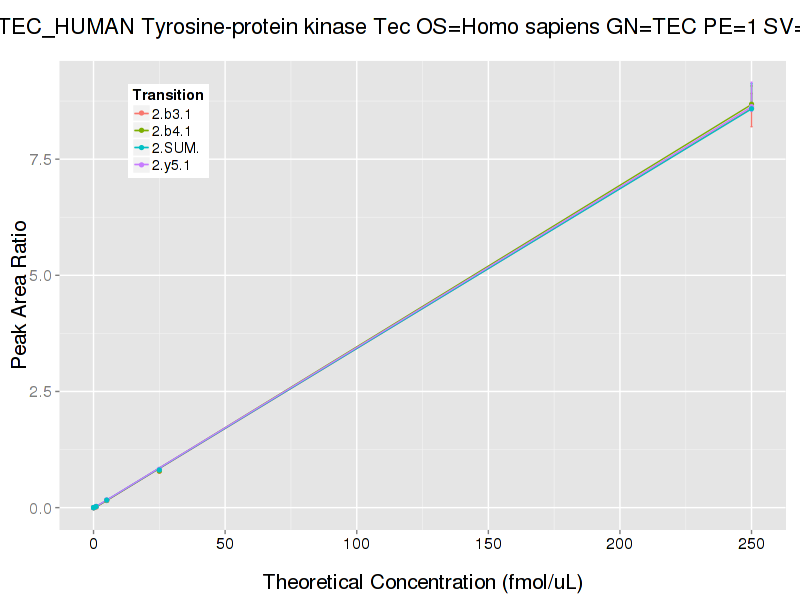 TEC_HUMAN Tyrosine-protein kinase Tec OS=Homo sapiens GN=TEC PE=1 SV=
Transition
2.b3.1
2.b4.1
2.SUM.
2.y5.1
Peak Area Ratio
7.5
5.0
2.5
0.0
0 50 100 150 200 250
Theoretical Concentration (fmol/uL)